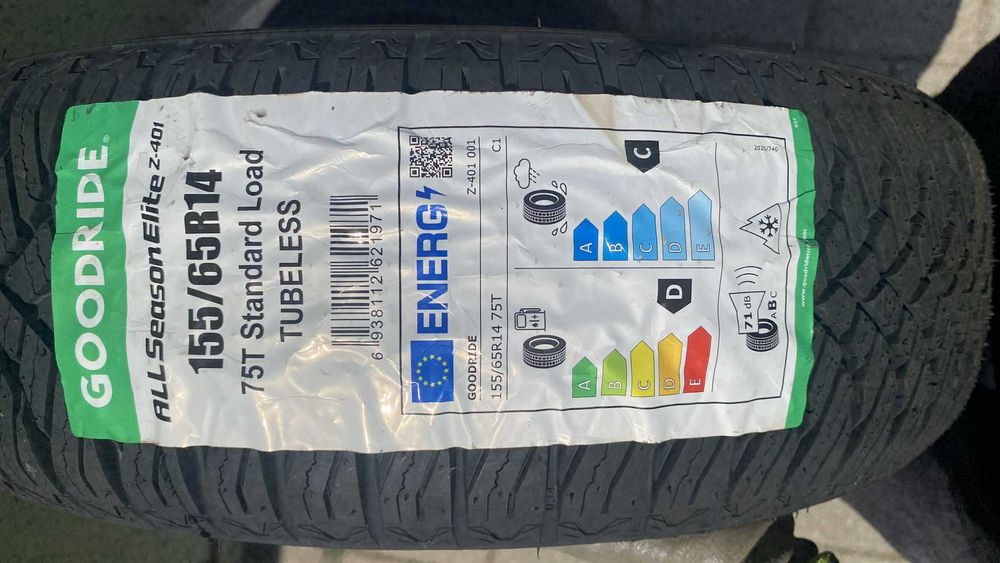 GOODRIDE®
ALL Season Elite Z-401
155/65R14
75T Standard Load
TUBELESS
6 938112 621971
ENERG
GOODRIDE
Z-401 001
155/65R14 75T
C1
A
B
C
D
E
C
A
B
C
D
E
D
71 dB
ABC
2020/740